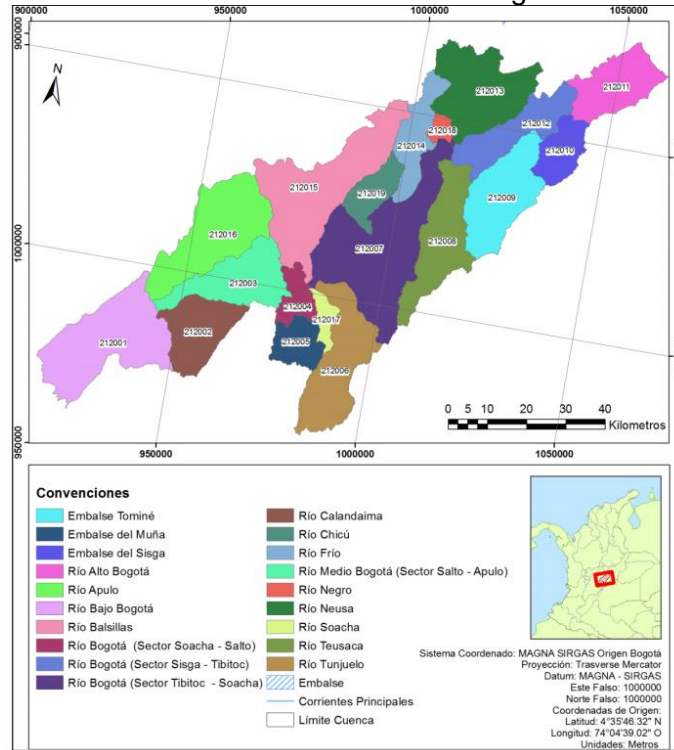 950000
1000000
1050000
900000
900000
N
212011
212013
212012
212018
212014
212010
212015
212019
212009
212016
212007
212008
1000000
1000000
212003
212004
212017
212002
212005
212001
212006
0 5 10 20 30 40
Kilometros
950000
950000
1000000
1050000
Convenciones
Embalse Tominé
Embalse del Muña
Embalse del Sisga
Río Alto Bogotá
Río Apulo
Río Bajo Bogotá
Río Balsillas
Río Bogotá (Sector Soacha - Salto)
Río Bogotá (Sector Sisga - Tibitoc)
Río Bogotá (Sector Tibitoc - Soacha)
Río Calandaima
Río Chicú
Río Frío
Río Medio Bogotá (Sector Salto - Apulo)
Río Negro
Río Neusa
Río Soacha
Río Teusaca
Río Tunjuelo
Embalse
Corrientes Principales
Límite Cuenca
Sistema Coordenado: MAGNA SIRGAS Origen Bogotá
Proyección: Trasverse Mercator
Datum: MAGNA - SIRGAS
Este Falso: 1000000
Norte Falso: 1000000
Coordenadas de Origen:
Latitud: 4°35'46.32" N
Longitud: 74°04'39.02" O
Unidades: Metros